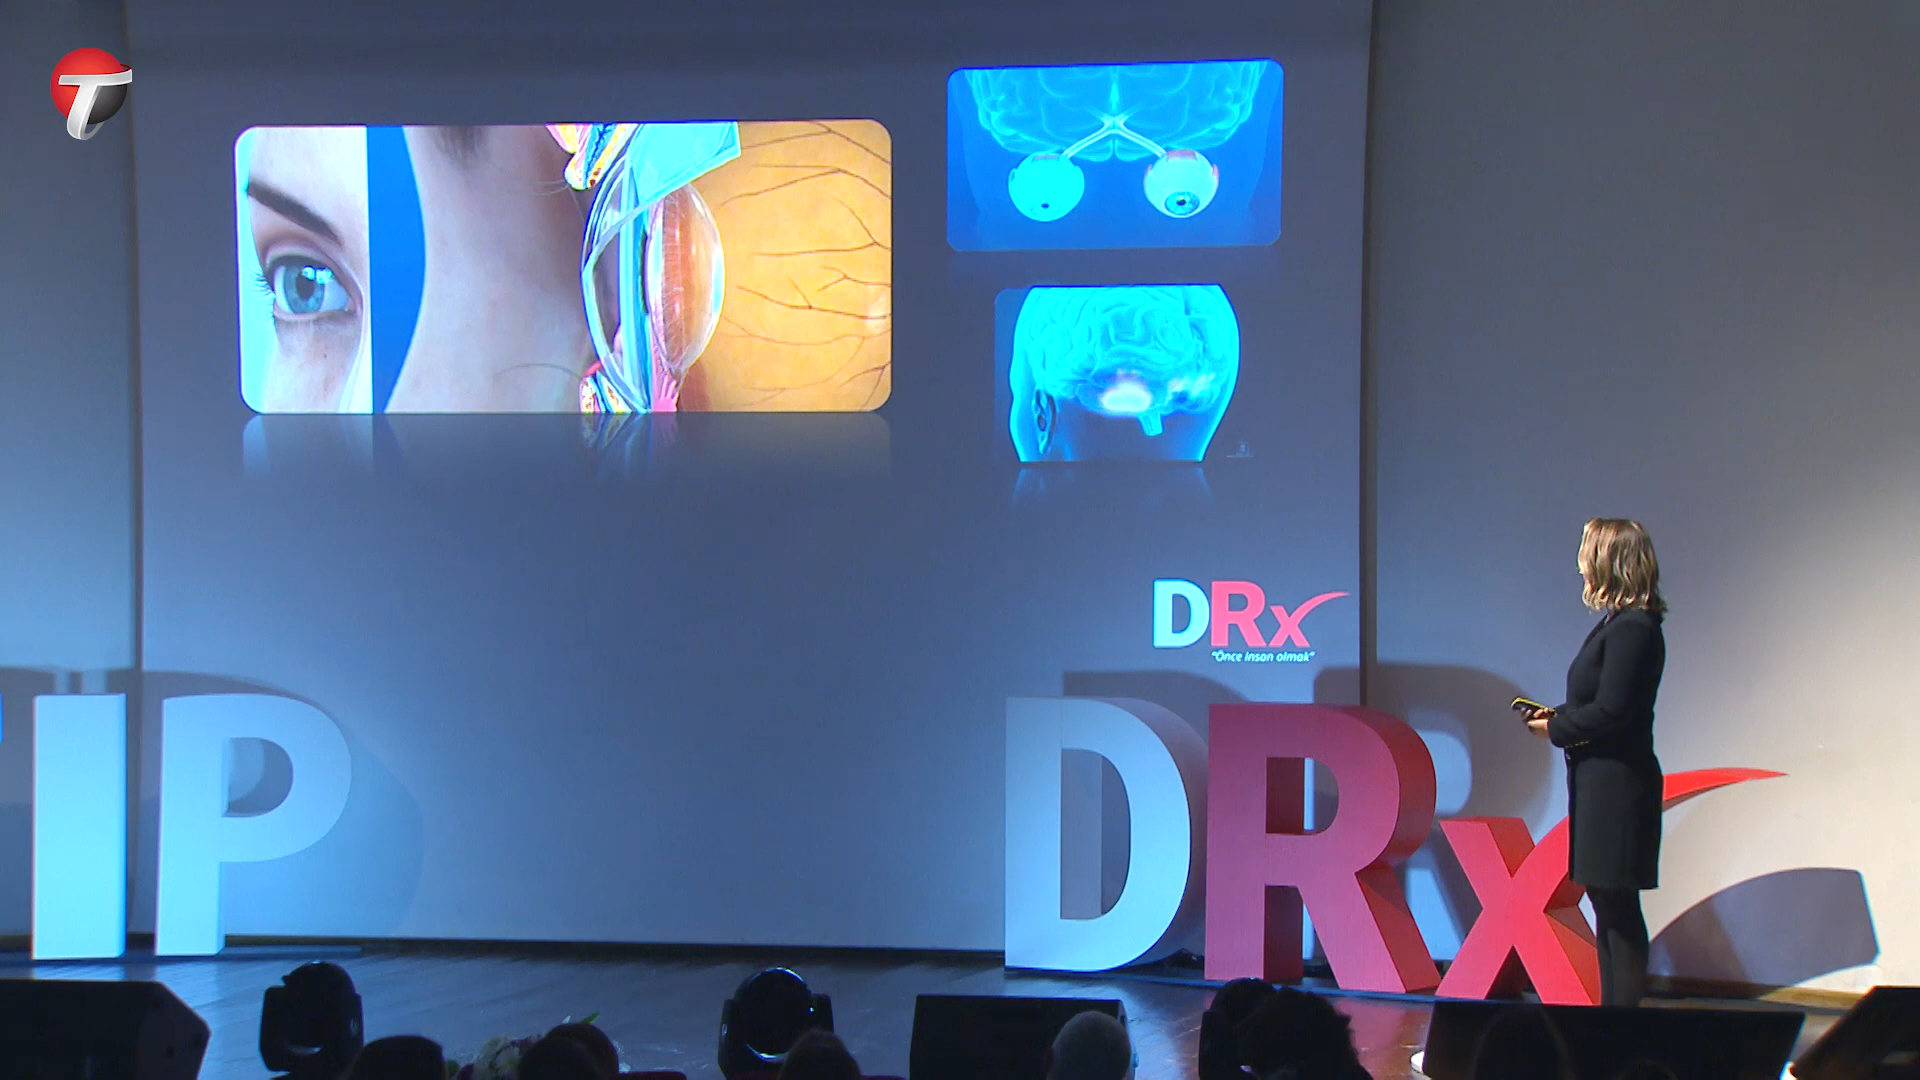 T
DRx
"Önce insan olmak"
IP
DRx